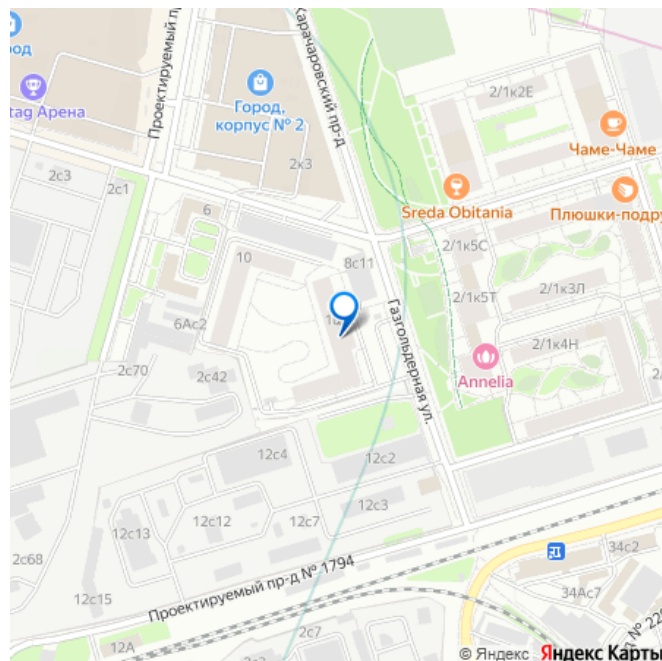 Проектируемый пр
Карачаровский пр-д
род
2/1к2Е
tag Арена
Город,
корпус № 2
Чаме-Чаме
2с3
2с1
2к3
Sreda Obitania
Плюшки-подру
6
10
8с11
2/1к5С
2/1к5Т
2/1к3Л
6Ас2
Газгольдерная ул.
2/1к4Н
2с70
2с42
Annelia
12с4
12с2
12с3
12с13
12с12
12с7
2с68
Проектируемый пр-д № 1794
34с2
12с15
34Ас7
12А
2с7
д № 22
© Яндекс Яндекс Карты